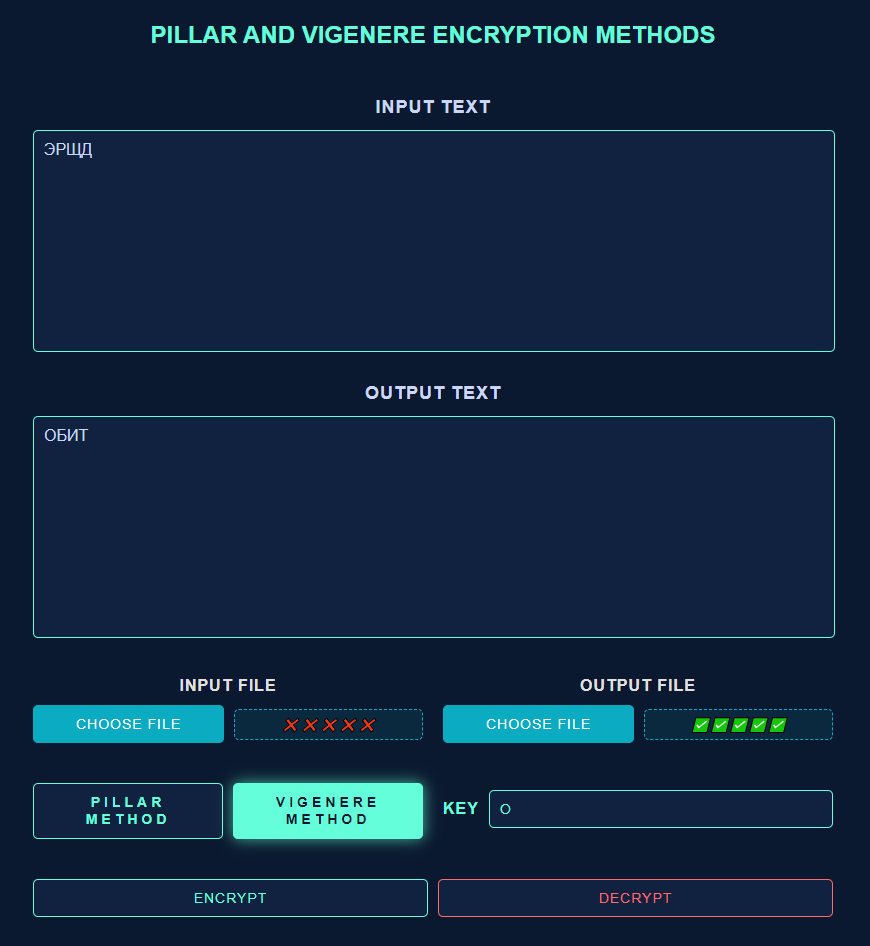 PILLAR AND VIGENERE ENCRYPTION METHODS
INPUT TEXT
ЭРЩД
OUTPUT TEXT
ОБИТ
INPUT FILE
OUTPUT FILE
CHOOSE FILE
❌❌❌❌❌
CHOOSE FILE
✅✅✅✅✅
PILLAR
METHOD
VIGENERE
METHOD
KEY
О
ENCRYPT
DECRYPT